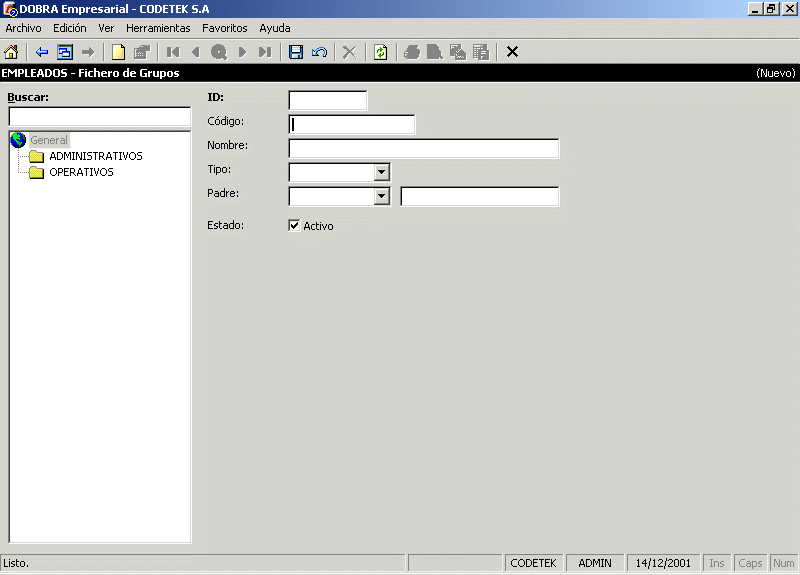 DOBRA Empresarial - CODETEK S.A
Archivo Edición Ver Herramientas Favoritos Ayuda
EMPLEADOS - Fichero de Grupos (Nuevo)
Buscar:
General
ADMINISTRATIVOS
OPERATIVOS
ID:
Código:
Nombre:
Tipo:
Padre:
Estado: Activo
Listo. CODETEK ADMIN 14/12/2001 Ins Caps Num